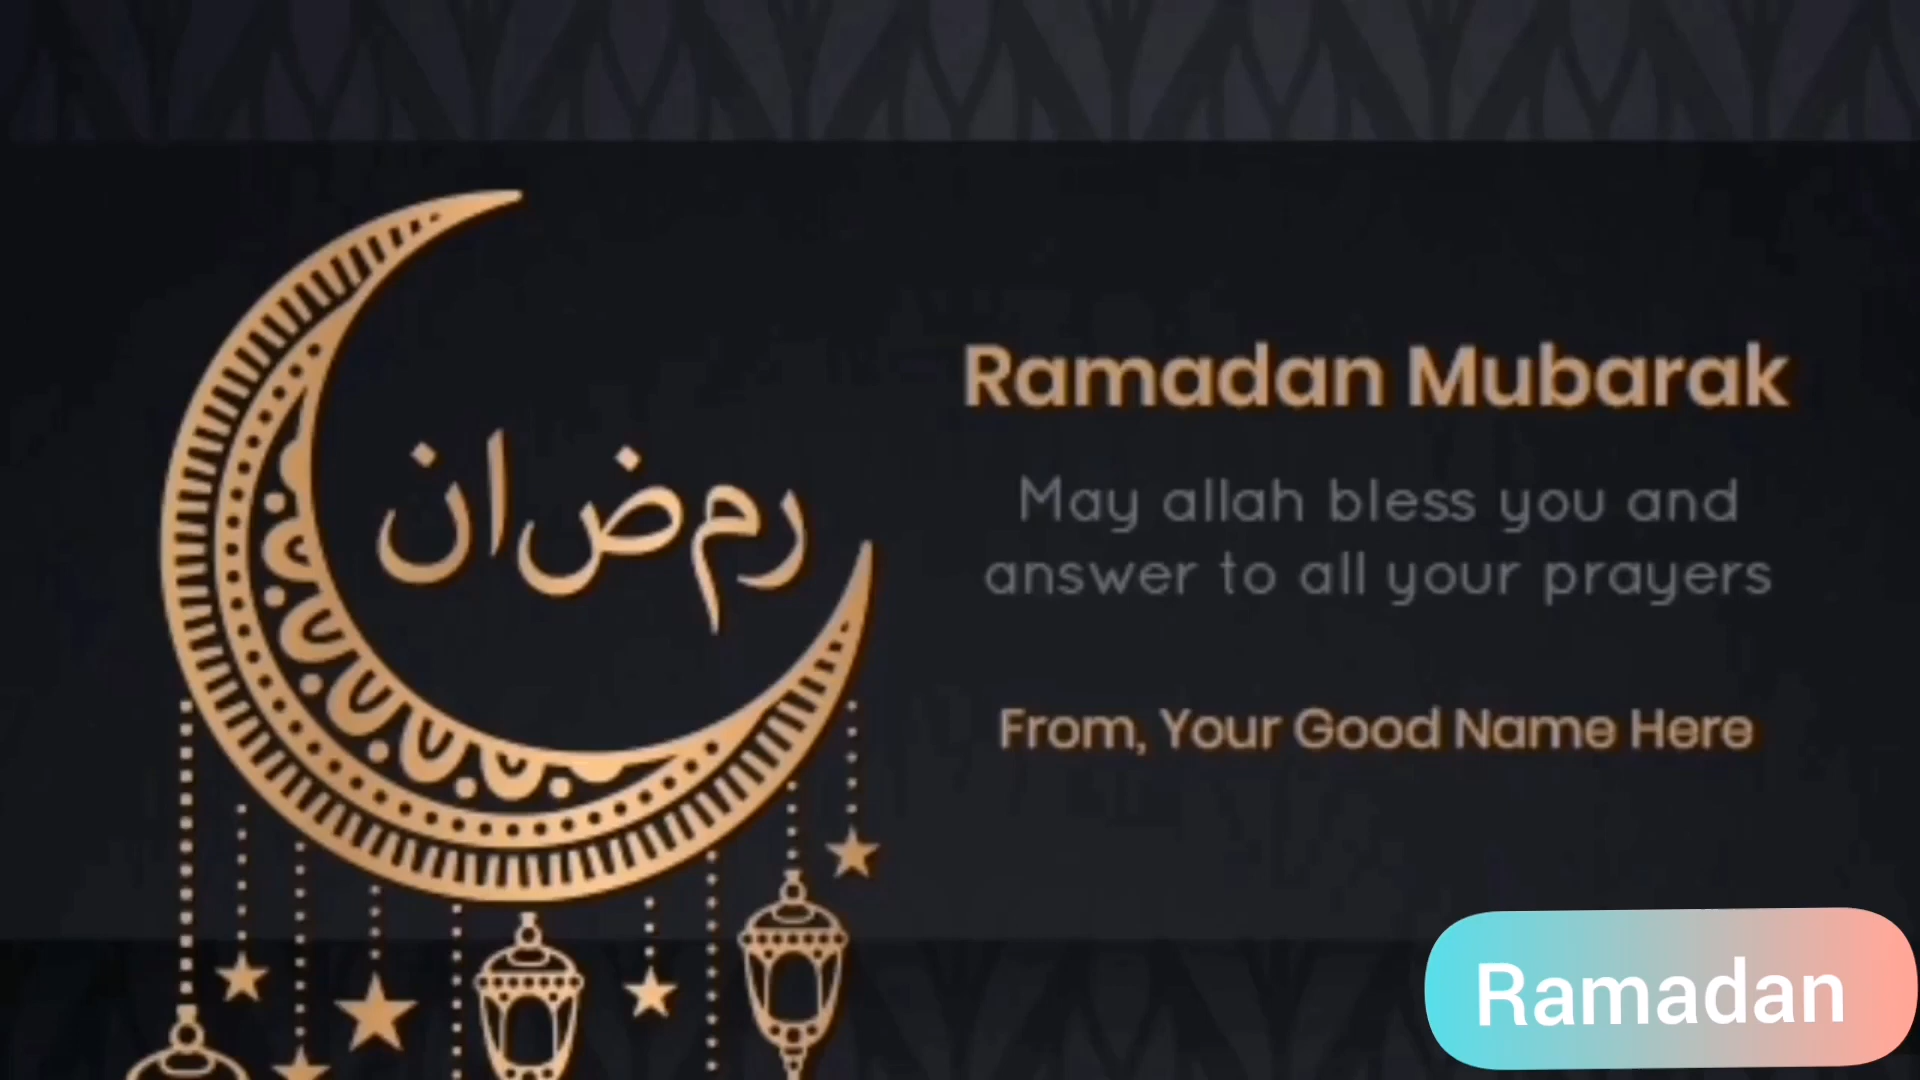 رمضان
Ramadan Mubarak
May allah bless you and
answer to all your prayers
From, Your Good Name Here
Ramadan